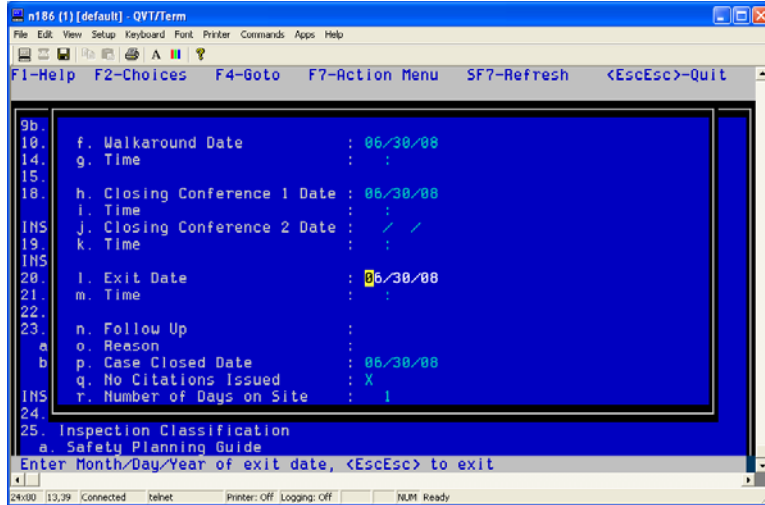 n186 (1) [default] - QVT/Term
File Edit View Setup Keyboard Font Printer Commands Apps Help
F1-Help F2-Choices F4-Goto F7-Action Menu SF7-Refresh <EscEsc>-Quit
9b.
10. f. Walkaround Date : 06/30/08
14. g. Time : :
15.
18. h. Closing Conference 1 Date : 06/30/08
i. Time : :
INS j. Closing Conference 2 Date : / /
19. k. Time : :
INS
20. l. Exit Date : 06/30/08
21. m. Time : :
22.
23. n. Follow Up :
a o. Reason :
b p. Case Closed Date : 06/30/08
q. No Citations Issued : X
INS r. Number of Days on Site : 1
24.
25. Inspection Classification
a. Safety Planning Guide
Enter Month/Day/Year of exit date, <EscEsc> to exit
24x80 13,39 Connected telnet Printer: Off Logging: Off NUM Ready